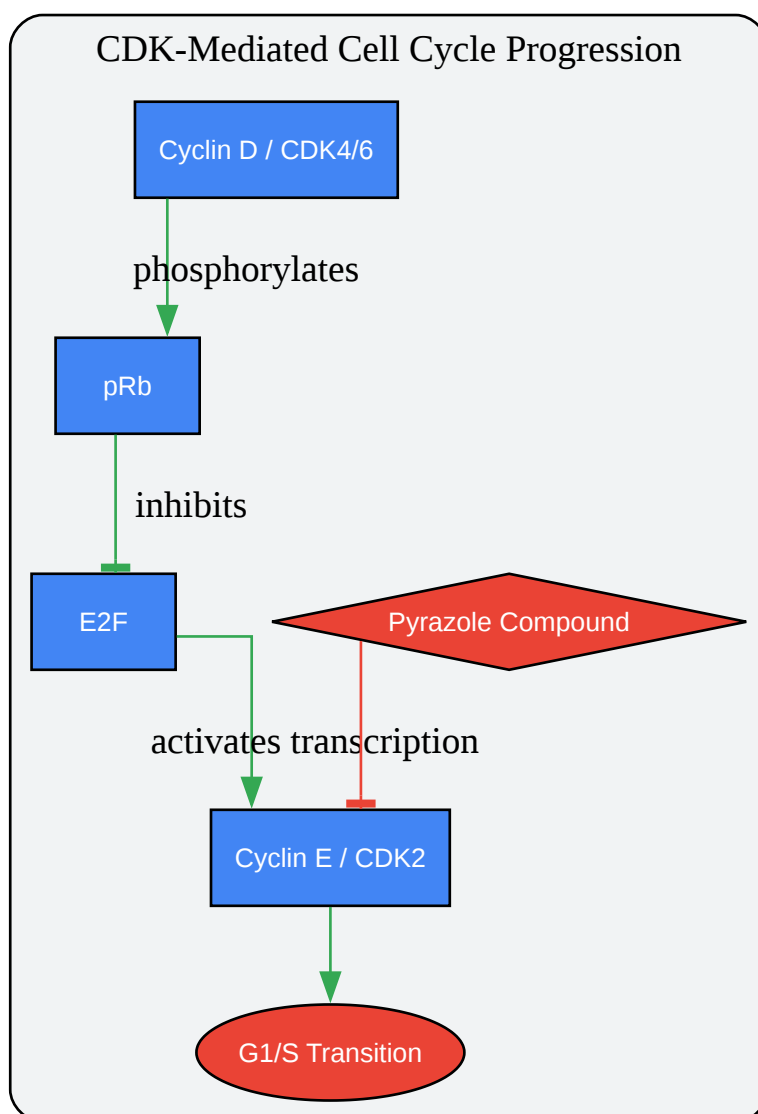 CDK-Mediated Cell Cycle Progression
Cyclin D / CDK4/6
phosphorylates
pRb
inhibits
E2F
Pyrazole Compound
activates transcription
Cyclin E / CDK2
G1/S Transition